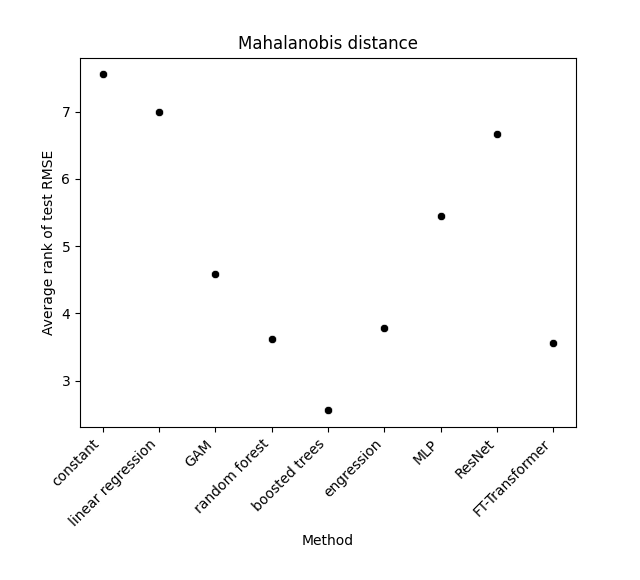 Mahalanobis distance
Average rank of test RMSE
7
6
5
4
3
constant
linear regression
GAM
random forest
boosted trees
engression
MLP
ResNet
FT-Transformer
Method